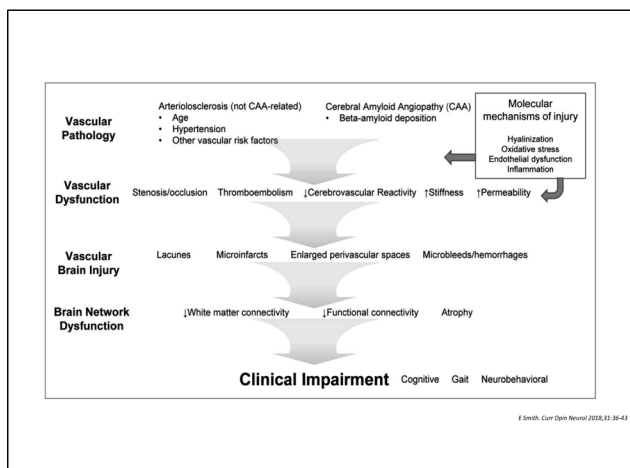 Vascular
Pathology
Arteriolosclerosis (not CAA-related)
• Age
• Hypertension
• Other vascular risk factors
Cerebral Amyloid Angiopathy (CAA)
• Beta-amyloid deposition
Molecular
mechanisms of injury
Hyalinization
Oxidative stress
Endothelial dysfunction
Inflammation
Vascular
Dysfunction
Stenosis/occlusion Thromboembolism ↓Cerebrovascular Reactivity ↑Stiffness ↑Permeability
Vascular
Brain Injury
Lacunes Microinfarcts Enlarged perivascular spaces Microbleeds/hemorrhages
Brain Network
Dysfunction
↓White matter connectivity ↓Functional connectivity Atrophy
Clinical Impairment Cognitive Gait Neurobehavioral
E Smith. Curr Opin Neurol 2018;31:36-43